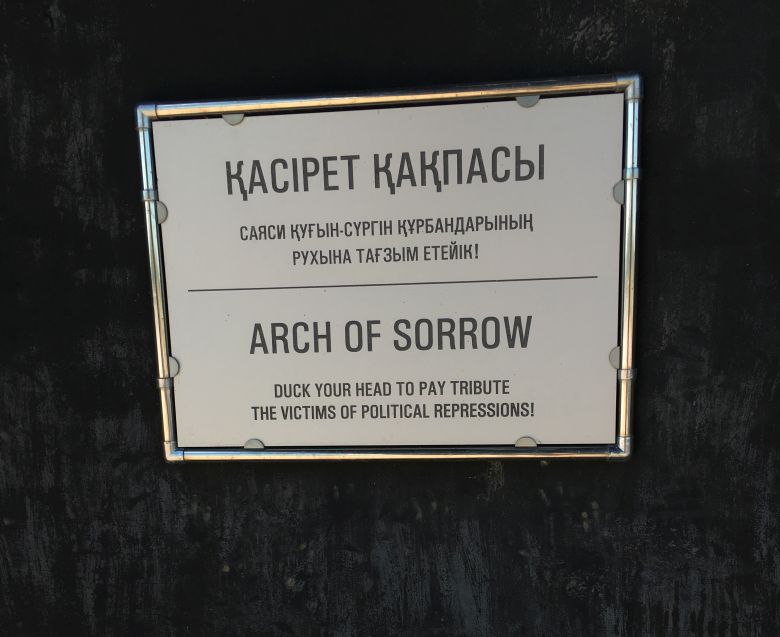 ҚАСІРЕТ ҚАҚПАСЫ
САЯСИ ҚУҒЫН-СҮРГІН ҚҰРБАНДАРЫНЫҢ
РУХЫНА ТАҒЗЫМ ЕТЕЙІК!
ARCH OF SORROW
DUCK YOUR HEAD TO PAY TRIBUTE
THE VICTIMS OF POLITICAL REPRESSIONS!